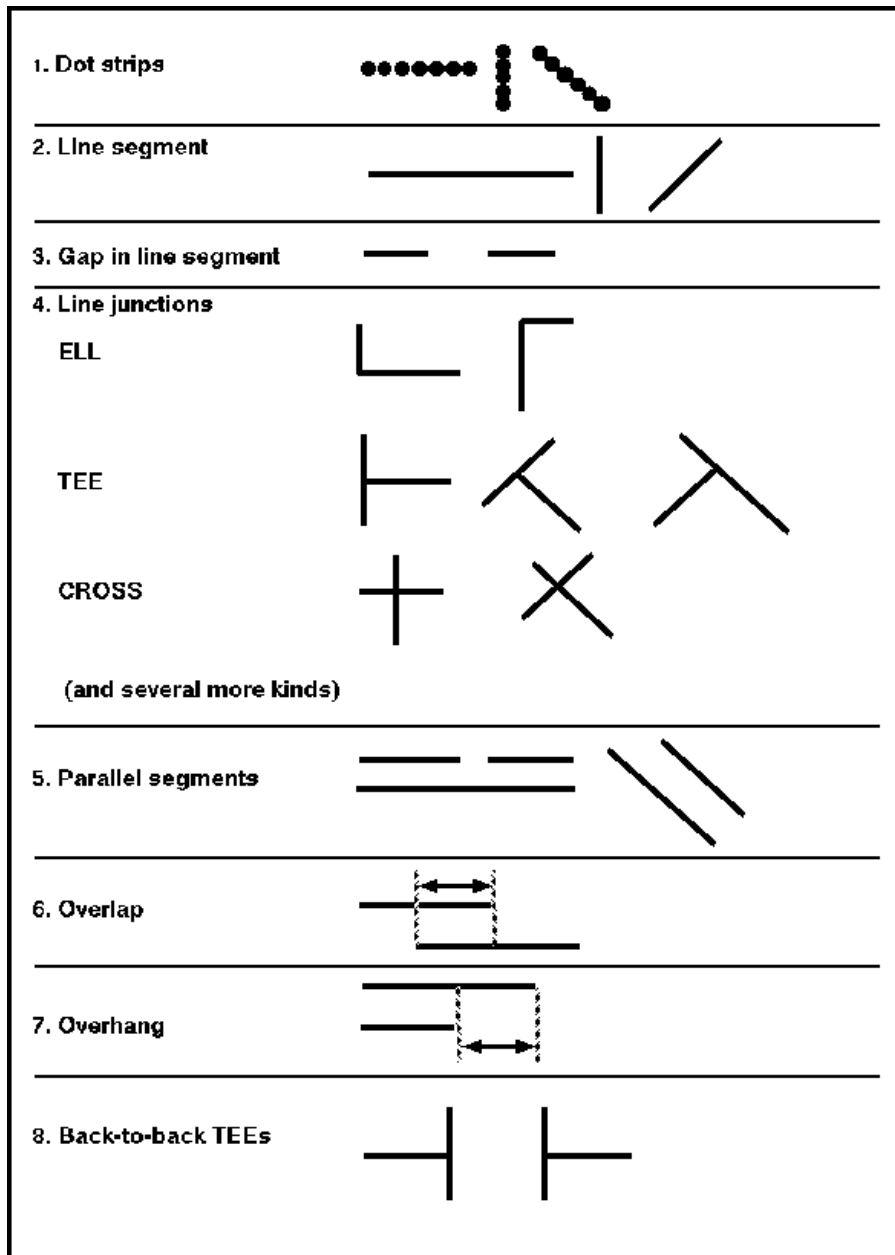 1. Dot strips
2. Line segment
3. Gap in line segment
4. Line junctions
ELL
TEE
CROSS
(and several more kinds)
5. Parallel segments
6. Overlap
7. Overhang
8. Back-to-back TEEs